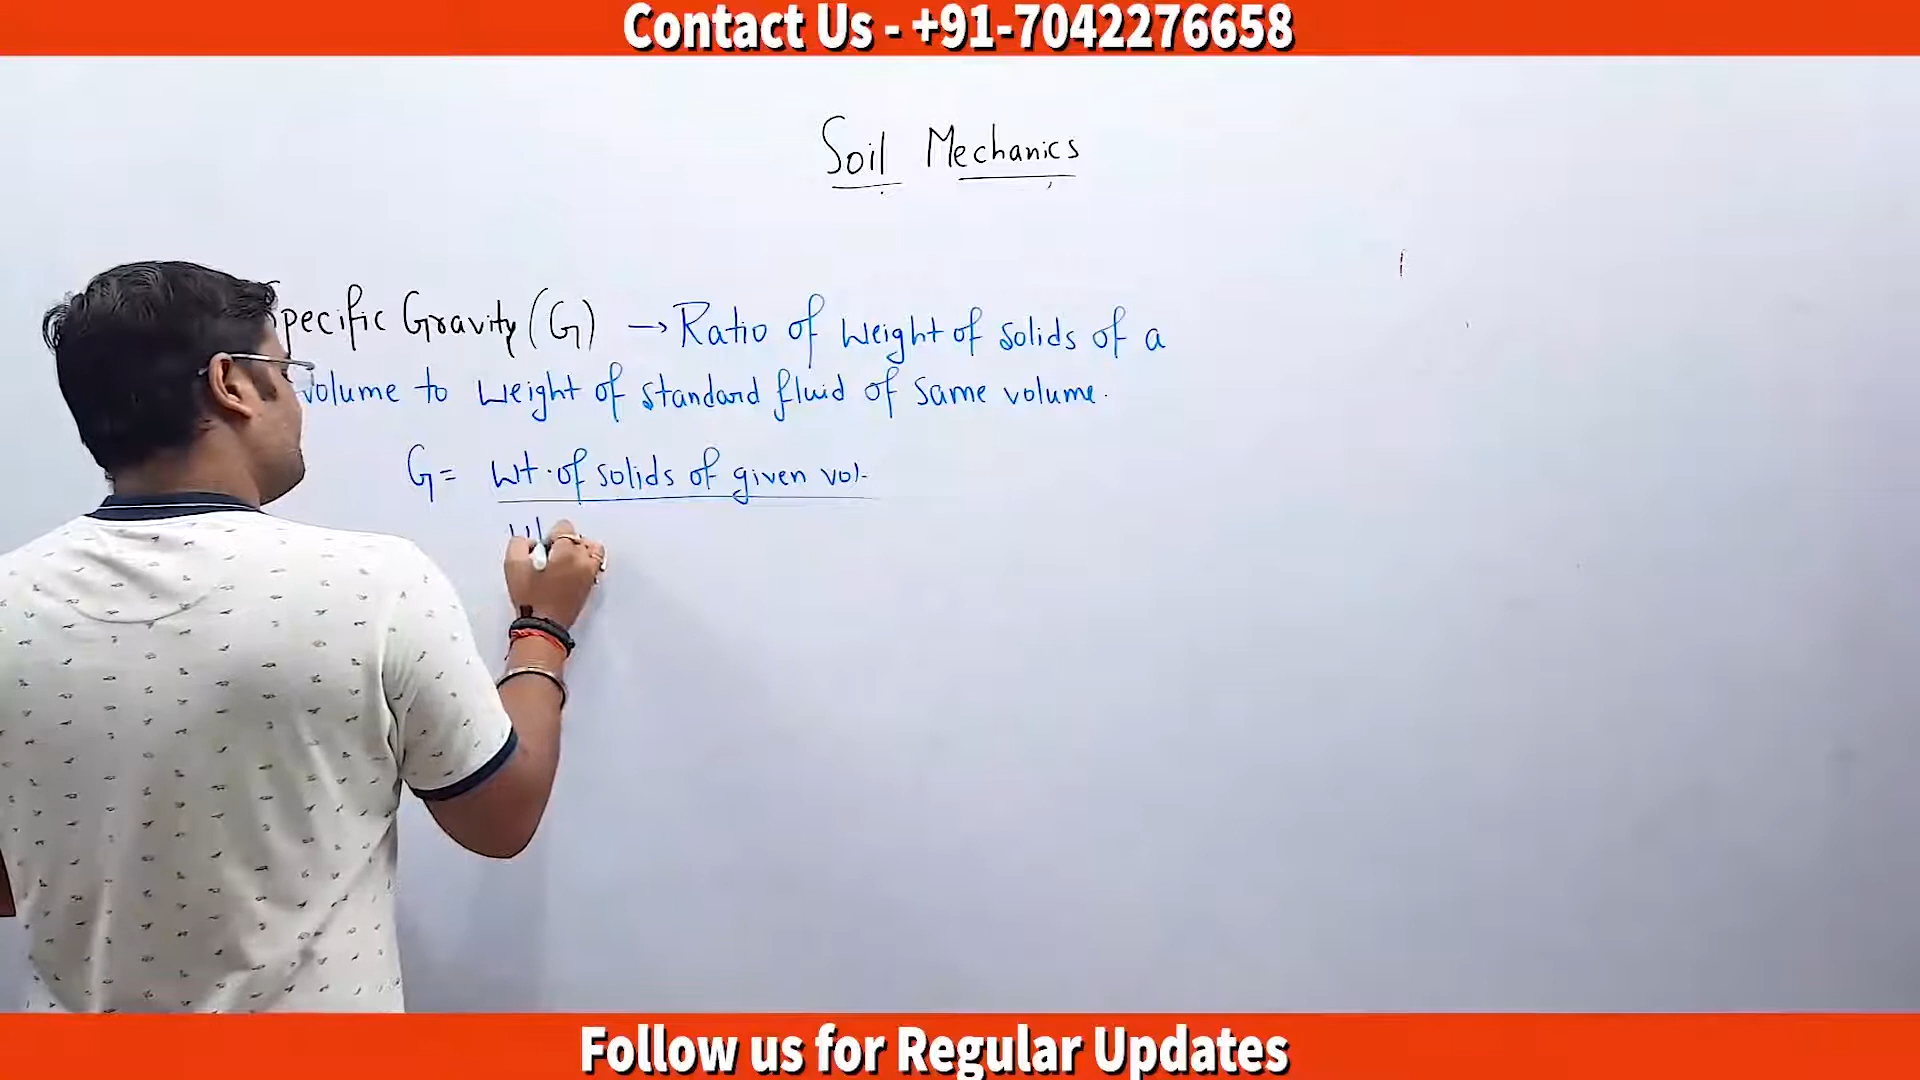 Contact Us - +91-7042276658
Soil Mechanics
Specific Gravity (G) → Ratio of Weight of solids of a
volume to weight of standard fluid of same volume.
G = Wt. of solids of given vol.
Follow us for Regular Updates